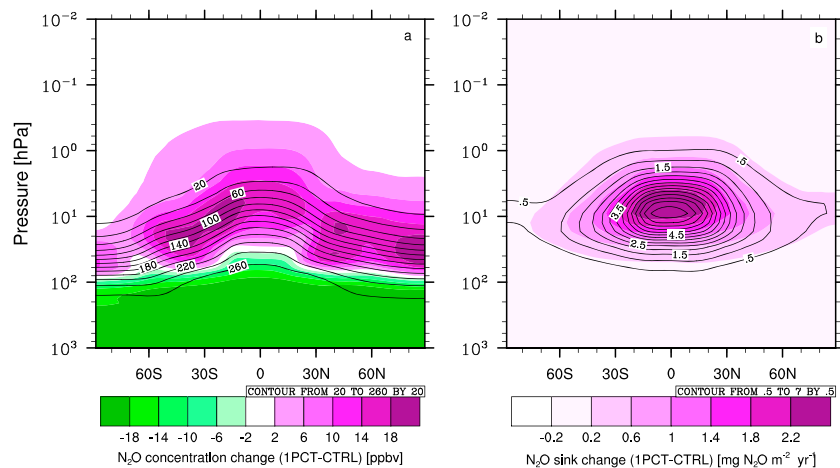 a
b
10⁻²
10⁻¹
10⁰
10¹
10²
10³
Pressure [hPa]
20
60
100
140
180
220
260
60S
30S
0
30N
60N
CONTOUR FROM 20 TO 260 BY 20
-18 -14 -10 -6 -2 2 6 10 14 18
N₂O concentration change (1PCT-CTRL) [ppbv]
10⁻²
10⁻¹
10⁰
10¹
10²
10³
.5
1.5
.5
.5
3.5
4.5
2.5
1.5
.5
60S
30S
0
30N
60N
CONTOUR FROM .5 TO 7 BY .5
-0.2 0.2 0.6 1 1.4 1.8 2.2
N₂O sink change (1PCT-CTRL) [mg N₂O m⁻² yr⁻]